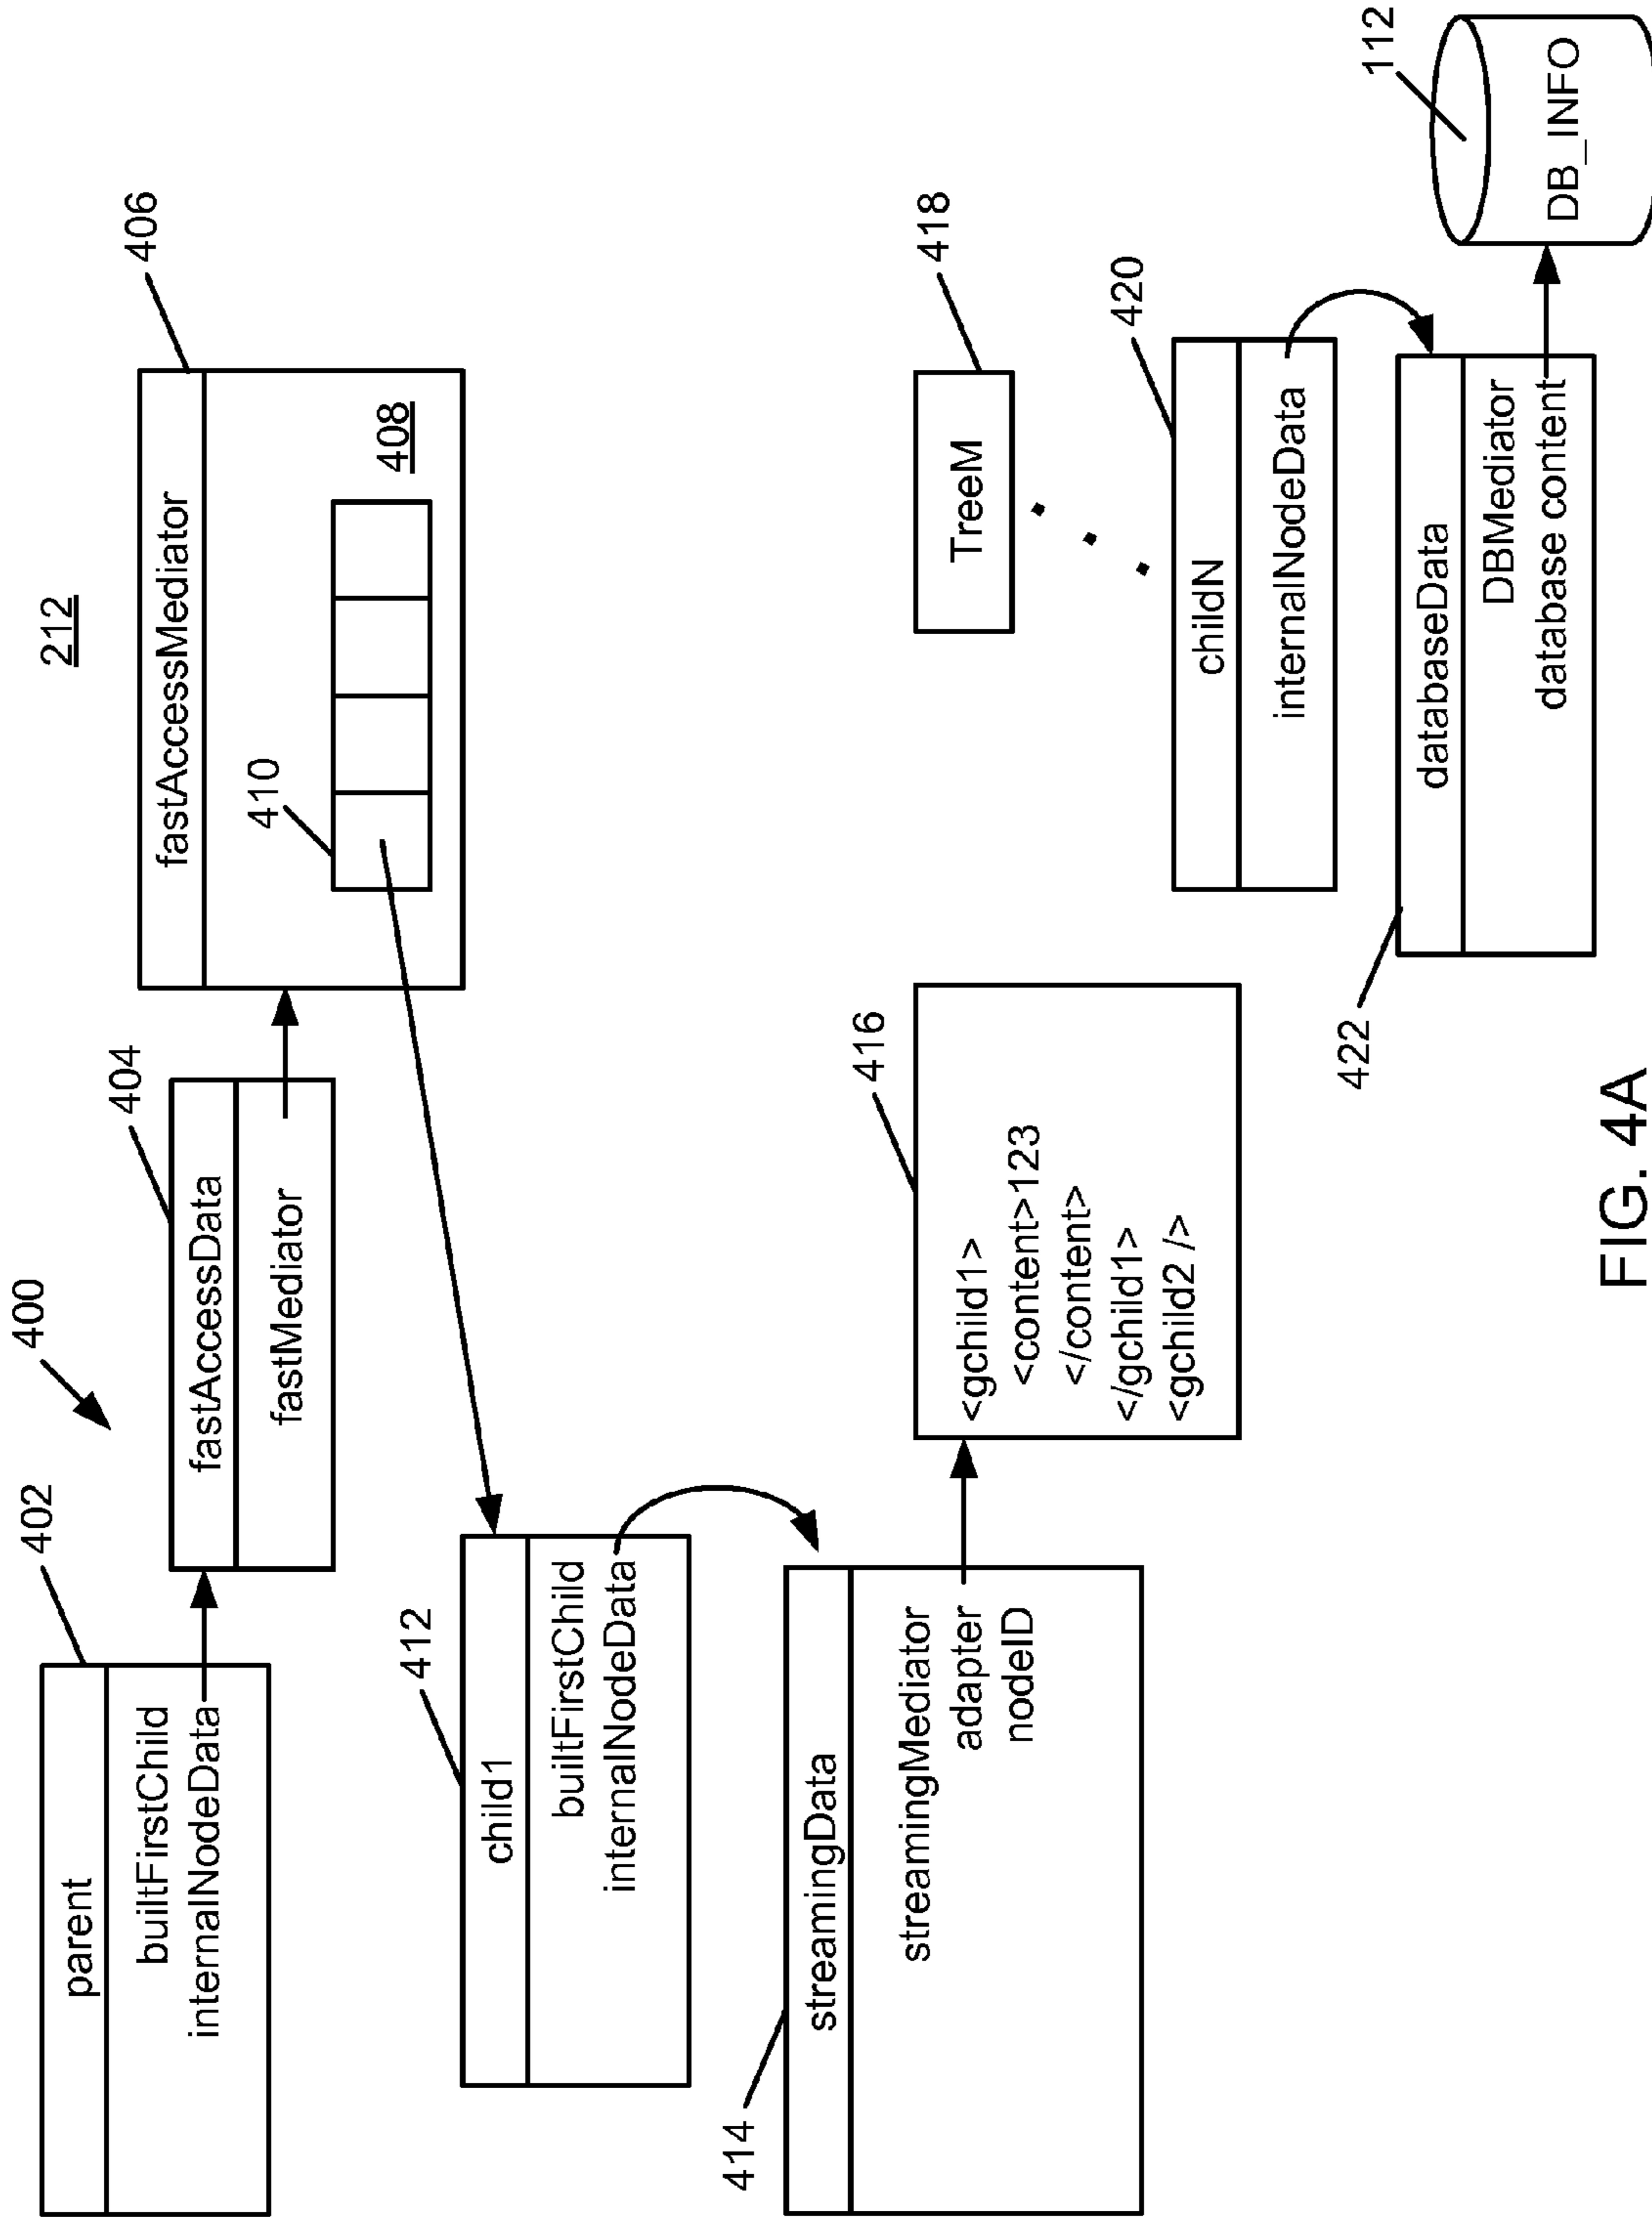 212
400
402
parent
builtFirstChild
internalNodeData
404
fastAccessData
fastMediator
406
fastAccessMediator
410
408
412
child1
builtFirstChild
internalNodeData
414
streamingData
streamingMediator
adapter
nodeID
416
<gchild1>
<content>123
</content>
</gchild1>
<gchild2 />
418
TreeM
420
childN
internalNodeData
422
databaseData
DBMediator
database content
112
DB_INFO
FIG. 4A